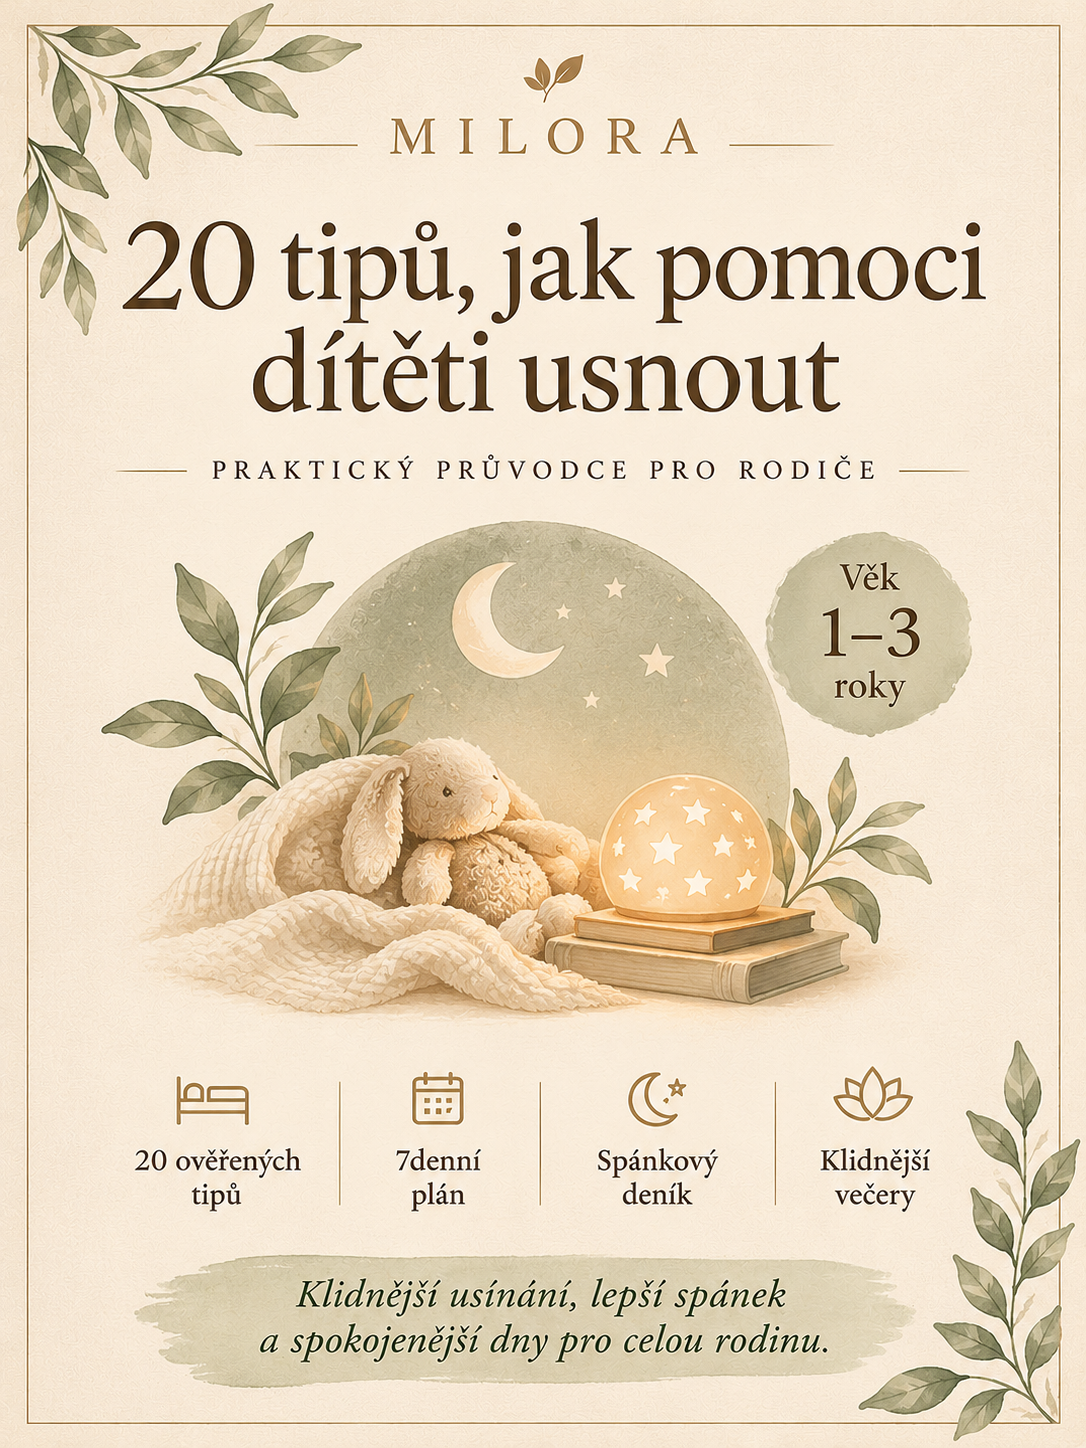 MILORA
20 tipů, jak pomoci
dítěti usnout
PRAKTICKÝ PRŮVODCE PRO RODIČE
Věk
1–3
roky
20 ověřených
tipů
7denní
plán
Spánkový
deník
Klidnější
večery
Klidnější usínání, lepší spánek
a spokojenější dny pro celou rodinu.